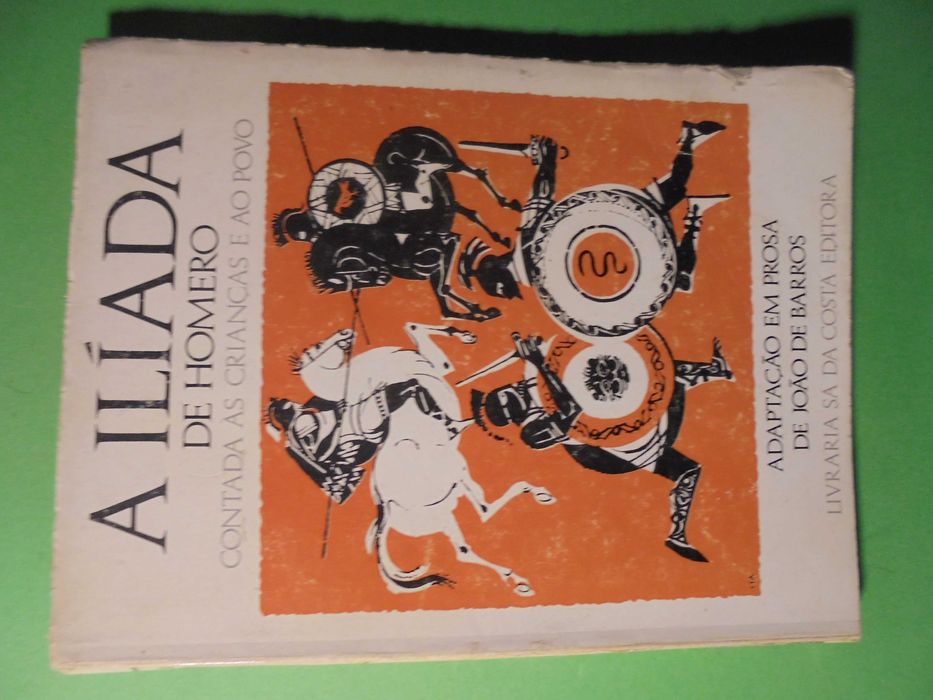 A ILÍADA
DE HOMERO
CONTADA ÀS CRIANÇAS E AO POVO
ADAPTAÇÃO EM PROSA
DE JOÃO DE BARROS
LIVRARIA SÁ DA COSTA EDITORA